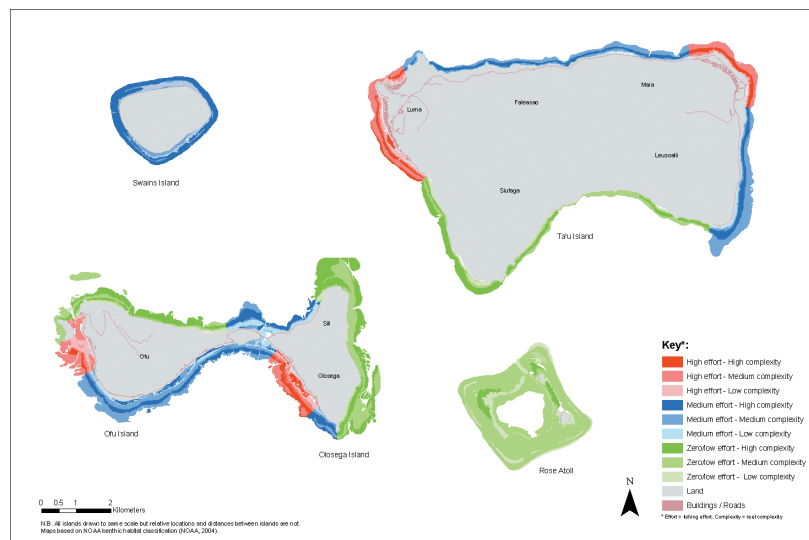 Luma
Faleasao
Maia
Leusoalii
Siufaga
Swains Island
Ta'u Island
Sili
Ofu
Olosega
Ofu Island
Olosega Island
Rose Atoll
Key*:
High effort - High complexity
High effort - Medium complexity
High effort - Low complexity
Medium effort - High complexity
Medium effort - Medium complexity
Medium effort - Low complexity
Zero/low effort - High complexity
Zero/low effort - Medium complexity
Zero/low effort - Low complexity
Land
Buildings / Roads
* Effort = fishing effort; Complexity = reef complexity
N
0 0.5 1 2
Kilometers
N.B. All islands drawn to same scale but relative locations and distances between islands are not.
Maps based on NOAA benthic habitat classification (NOAA, 2004).